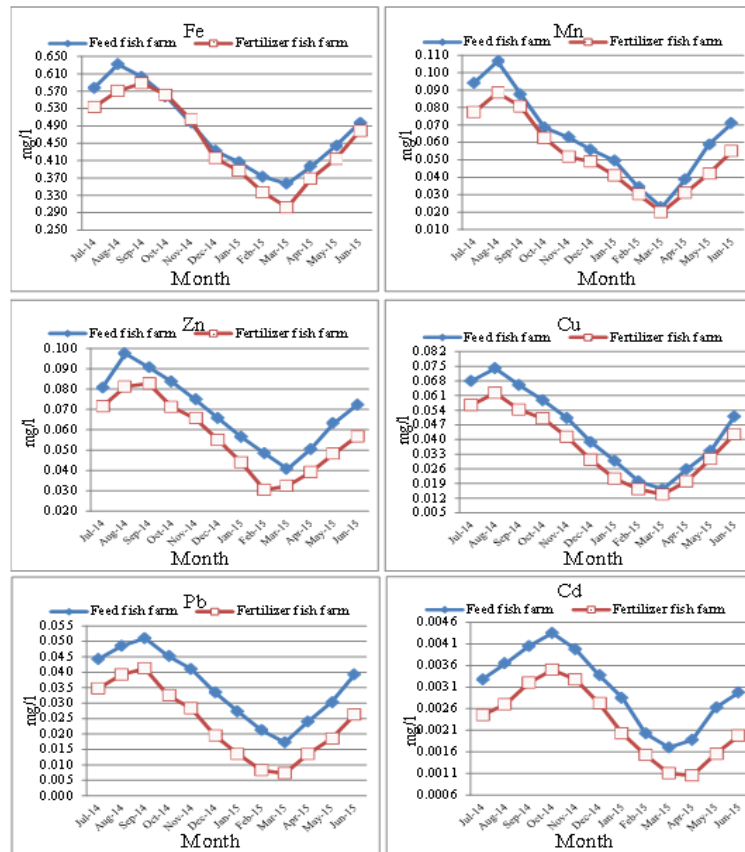 Fe
Feed fish farm Fertilizer fish farm
0.650
0.610
0.570
0.530
0.490
0.450
0.410
0.370
0.330
0.290
0.250
mg/l
Jul-14 Aug-14 Sep-14 Oct-14 Nov-14 Dec-14 Jan-15 Feb-15 Mar-15 Apr-15 May-15 Jun-15
Month
Mn
Feed fish farm Fertilizer fish farm
0.110
0.100
0.090
0.080
0.070
0.060
0.050
0.040
0.030
0.020
0.010
mg/l
Jul-14 Aug-14 Sep-14 Oct-14 Nov-14 Dec-14 Jan-15 Feb-15 Mar-15 Apr-15 May-15 Jun-15
Month
Zn
Feed fish farm Fertilizer fish farm
0.100
0.090
0.080
0.070
0.060
0.050
0.040
0.030
0.020
mg/l
Jul-14 Aug-14 Sep-14 Oct-14 Nov-14 Dec-14 Jan-15 Feb-15 Mar-15 Apr-15 May-15 Jun-15
Month
Cu
Feed fish farm Fertilizer fish farm
0.082
0.075
0.068
0.061
0.054
0.047
0.040
0.033
0.026
0.019
0.012
0.005
mg/l
Jul-14 Aug-14 Sep-14 Oct-14 Nov-14 Dec-14 Jan-15 Feb-15 Mar-15 Apr-15 May-15 Jun-15
Month
Pb
Feed fish farm Fertilizer fish farm
0.055
0.050
0.045
0.040
0.035
0.030
0.025
0.020
0.015
0.010
0.005
0.000
mg/l
Jul-14 Aug-14 Sep-14 Oct-14 Nov-14 Dec-14 Jan-15 Feb-15 Mar-15 Apr-15 May-15 Jun-15
Month
Cd
Feed fish farm Fertilizer fish farm
0.0046
0.0041
0.0036
0.0031
0.0026
0.0021
0.0016
0.0011
0.0006
mg/l
Jul-14 Aug-14 Sep-14 Oct-14 Nov-14 Dec-14 Jan-15 Feb-15 Mar-15 Apr-15 May-15 Jun-15
Month